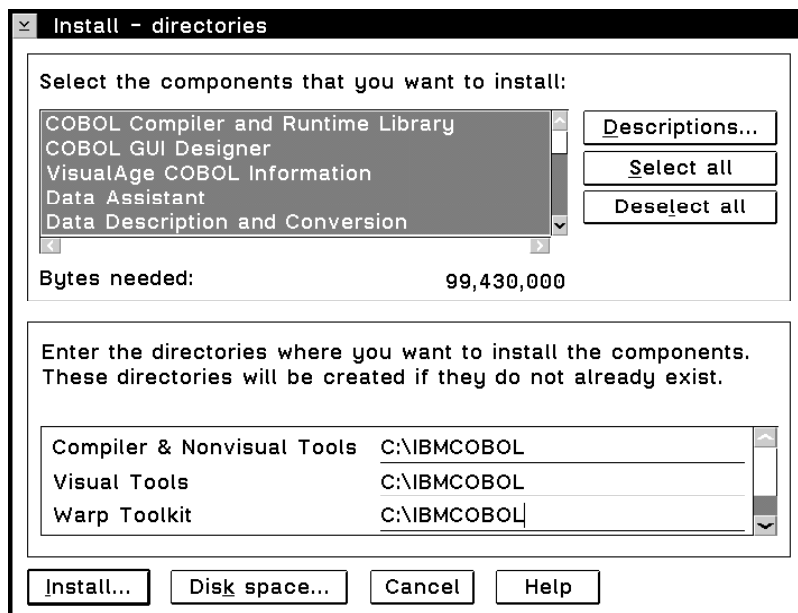 Install - directories
Select the components that you want to install:
COBOL Compiler and Runtime Library
COBOL GUI Designer
VisualAge COBOL Information
Data Assistant
Data Description and Conversion
Descriptions...
Select all
Deselect all
Bytes needed: 99,430,000
Enter the directories where you want to install the components.
These directories will be created if they do not already exist.
Compiler & Nonvisual Tools C:\IBMCOBOL
Visual Tools C:\IBMCOBOL
Warp Toolkit C:\IBMCOBOL
Install... Disk space... Cancel Help